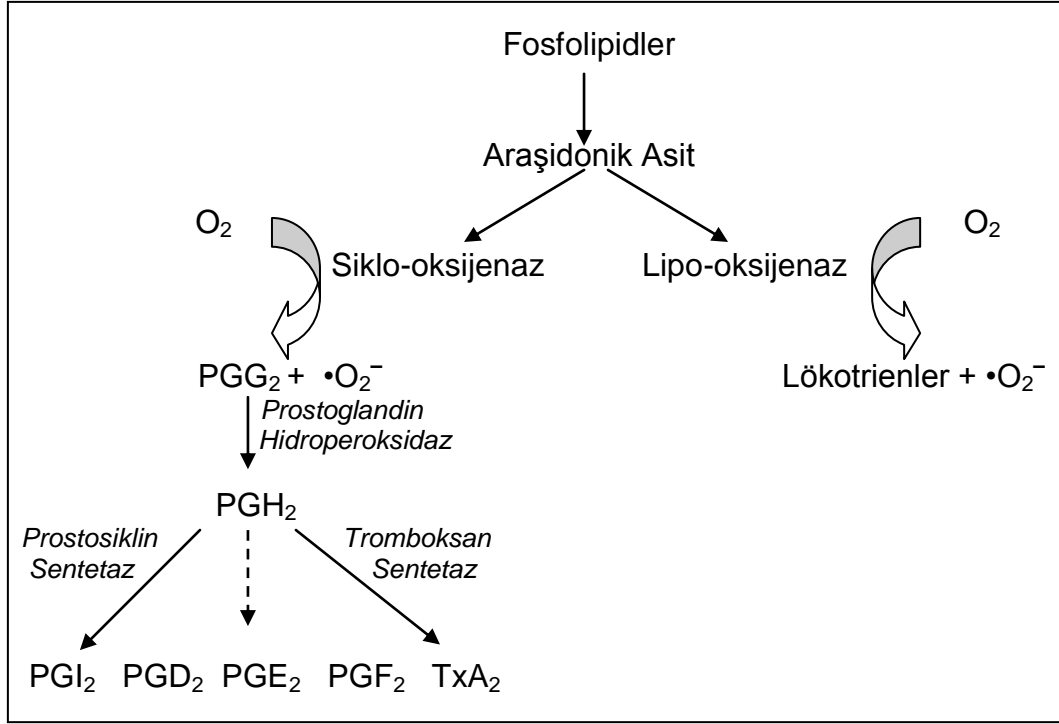 Fosfolipidler
Araşidonik Asit
O₂ O₂
Siklo-oksijenaz Lipo-oksijenaz
PGG₂ + •O₂⁻ Lökotrienler + •O₂⁻
Prostoglandin
Hidroperoksidaz
PGH₂
Prostosiklin Tromboksan
Sentetaz Sentetaz
PGI₂ PGD₂ PGE₂ PGF₂ TxA₂